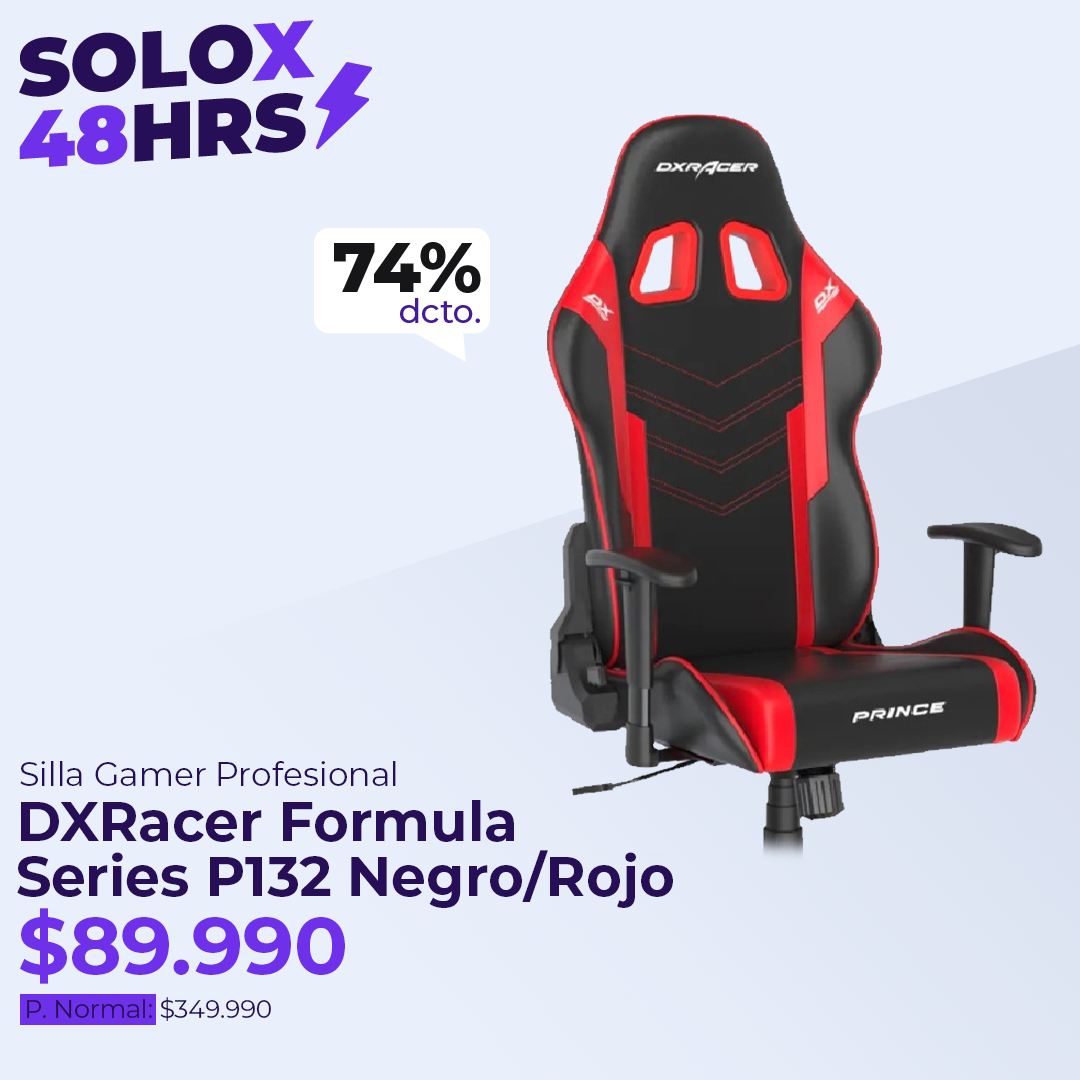 SOLOX
48HRS
74%
dcto.
DXRACER
DX
DX
PRINCE
Silla Gamer Profesional
DXRacer Formula
Series P132 Negro/Rojo
$89.990
P. Normal: $349.990